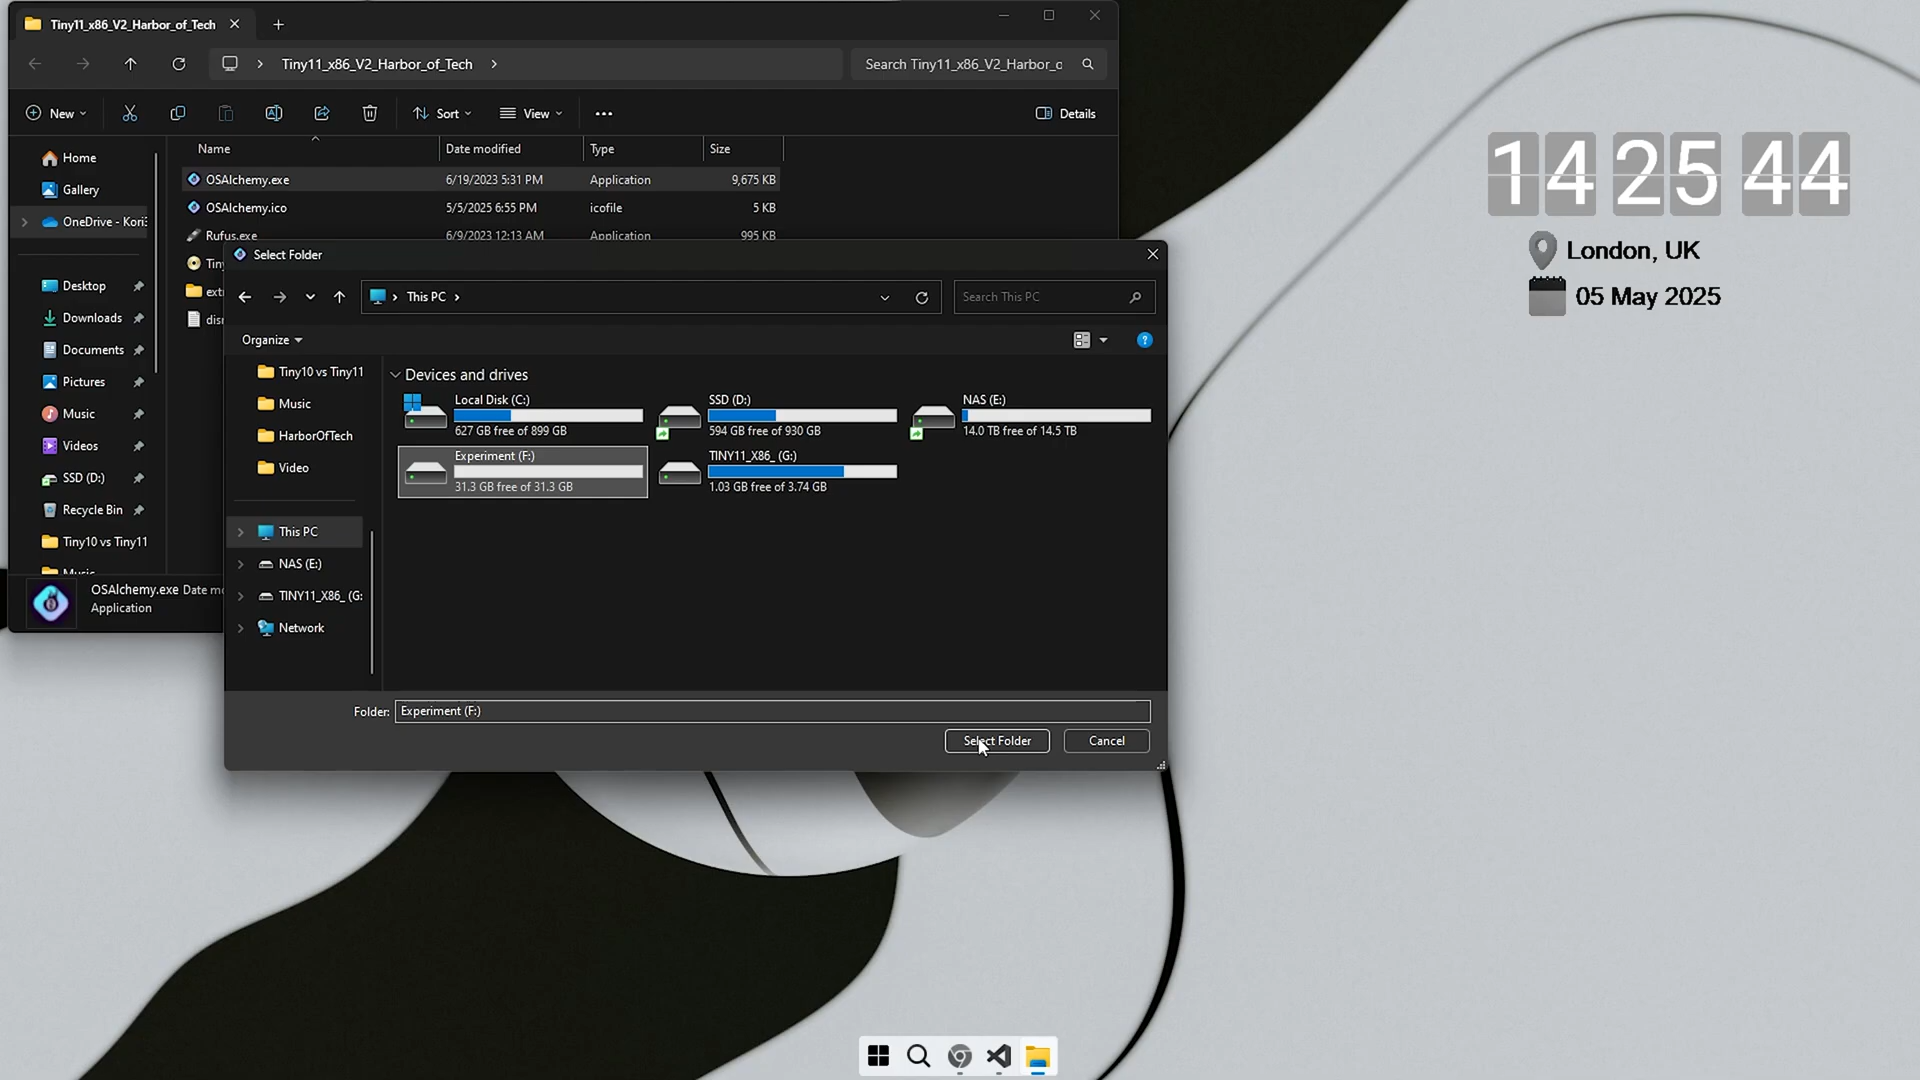 Tiny11_x86_V2_Harbor_of_Tech
Tiny11_x86_V2_Harbor_of_Tech
Search Tiny11_x86_V2_Harbor_o
New
Sort
View
Details
Name
Date modified
Type
Size
Home
Gallery
OneDrive - Kori
Desktop
Downloads
Documents
Pictures
Music
Videos
SSD (D:)
Recycle Bin
Tiny10 vs Tiny11
Music
OSAlchemy.exe 6/19/2023 5:31 PM Application 9,675 KB
OSAlchemy.ico 5/5/2025 6:55 PM icofile 5 KB
Rufus.exe 6/9/2023 12:13 AM Application 995 KB
Tin
ext
disr
OSAlchemy.exe Date mo
Application
Select Folder
This PC
Search This PC
Organize
Tiny10 vs Tiny11
Music
HarborOfTech
Video
This PC
NAS (E:)
TINY11_X86_ (G:
Network
Devices and drives
Local Disk (C:)
627 GB free of 899 GB
SSD (D:)
594 GB free of 930 GB
NAS (E:)
14.0 TB free of 14.5 TB
Experiment (F:)
31.3 GB free of 31.3 GB
TINY11_X86_ (G:)
1.03 GB free of 3.74 GB
Folder: Experiment (F:)
Select Folder
Cancel
14 25 44
London, UK
05 May 2025